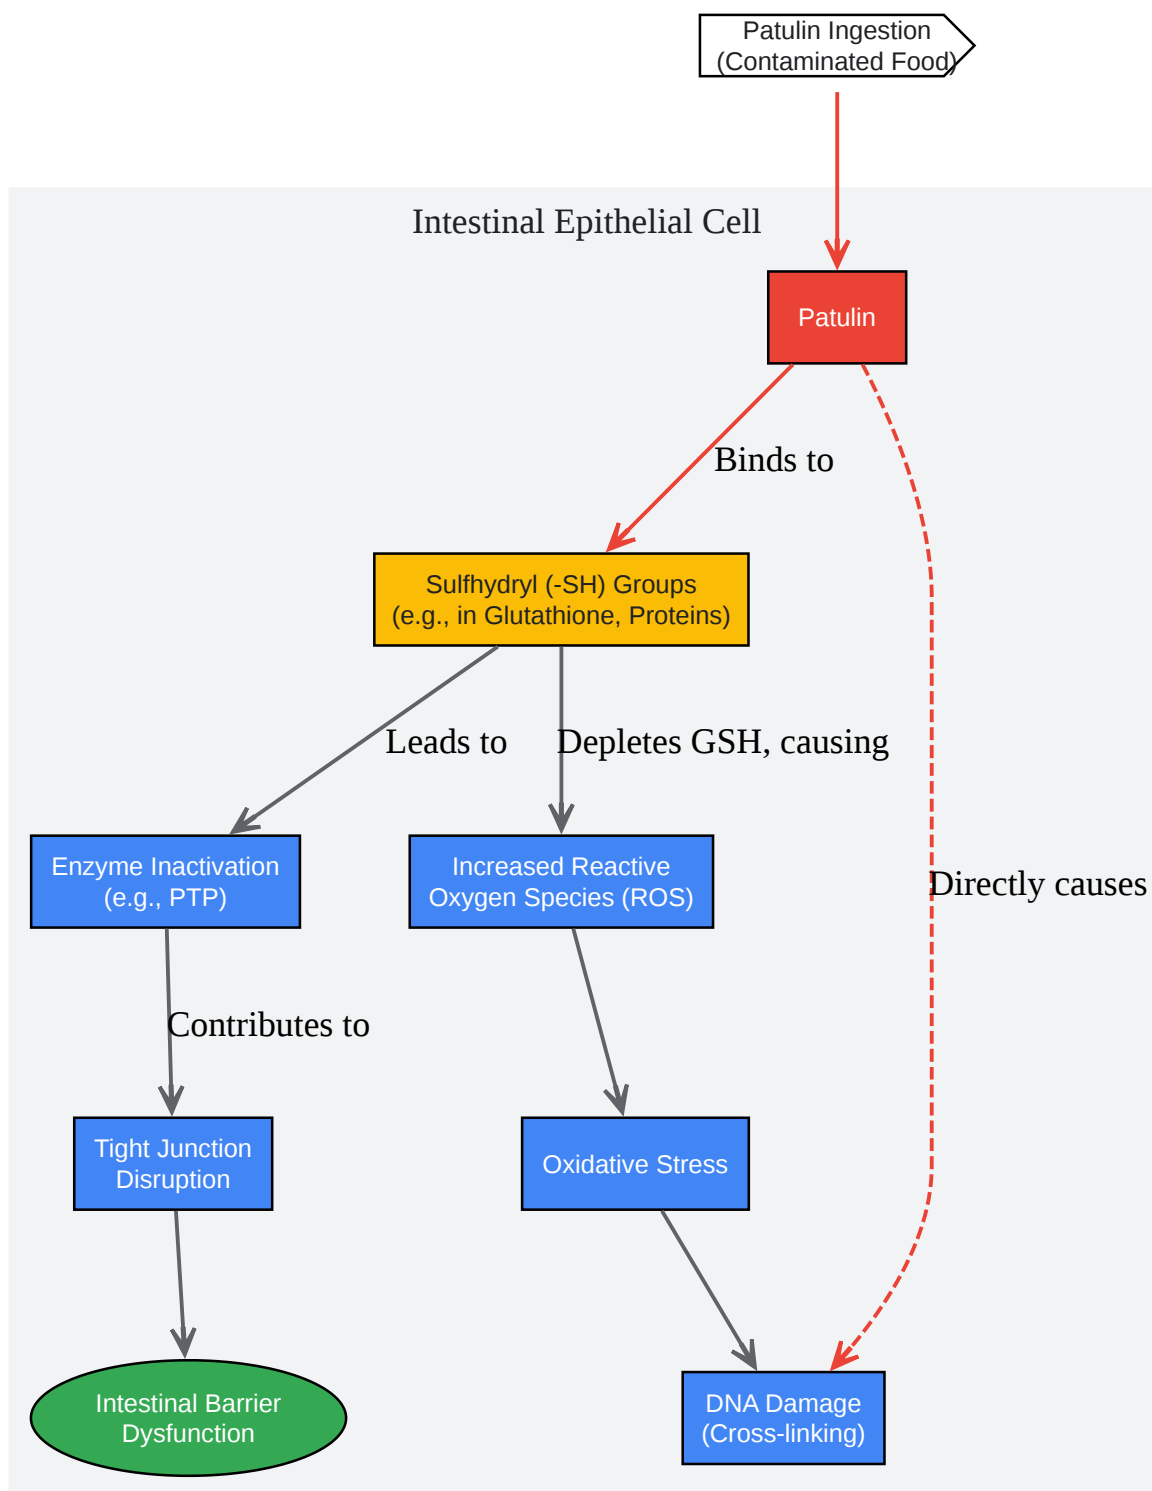 Patulin Ingestion
(Contaminated Food)
Intestinal Epithelial Cell
Patulin
Binds to
Sulfhydryl (-SH) Groups
(e.g., in Glutathione, Proteins)
Leads to
Depletes GSH, causing
Enzyme Inactivation
(e.g., PTP)
Increased Reactive
Oxygen Species (ROS)
Directly causes
Contributes to
Tight Junction
Disruption
Oxidative Stress
Intestinal Barrier
Dysfunction
DNA Damage
(Cross-linking)